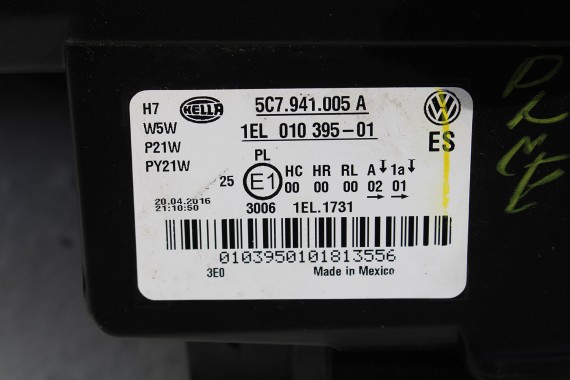 H7 HELLA 5C7.941.005 A
W5W 1EL 010 395-01
P21W ES
PY21W PL
HC HR RL A 1a
25 E1 00 00 00 02 01
20.04.2016 3006 1EL.1731
21:10:50
0103950101813556
3E0 Made in Mexico